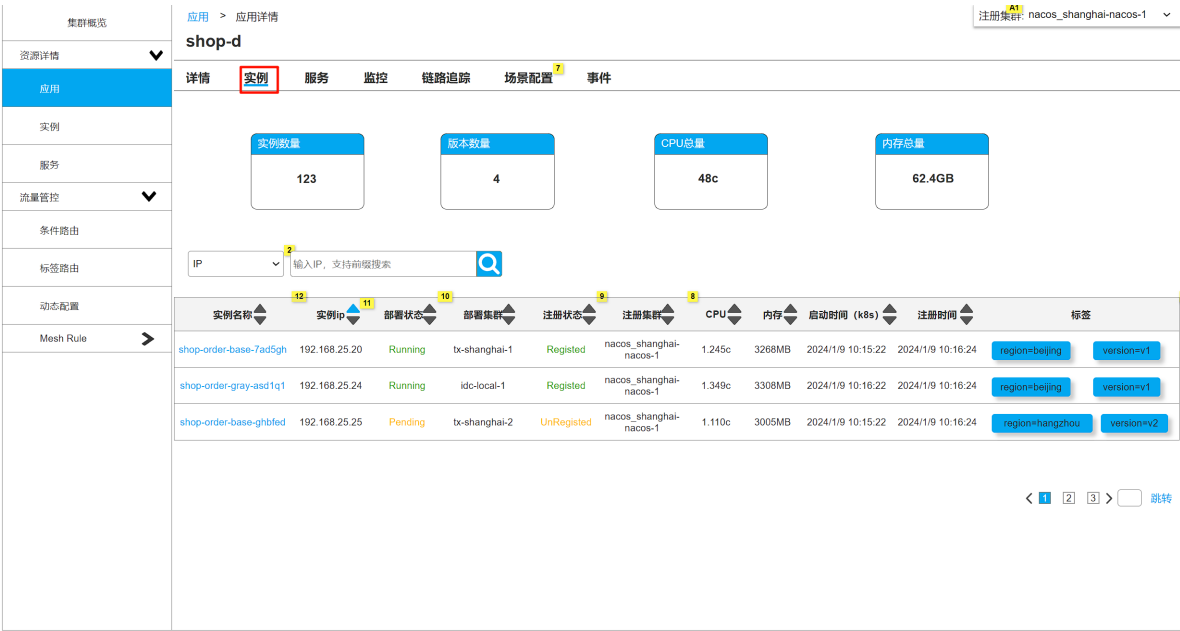 集群概览
资源详情
应用
实例
服务
流量管控
条件路由
标签路由
动态配置
Mesh Rule
应用 > 应用详情
注册集群: nacos_shanghai-nacos-1
A1
shop-d
详情 实例 服务 监控 链路追踪 场景配置 7 事件
实例数量 版本数量 CPU总量 内存总量
123 4 48c 62.4GB
2
IP 输入IP，支持前缀搜索
12 11 10 9 8
实例名称 实例ip 部署状态 部署集群 注册状态 注册集群 CPU 内存 启动时间（k8s） 注册时间 标签
shop-order-base-7ad5gh 192.168.25.20 Running tx-shanghai-1 Registed nacos_shanghai-nacos-1 1.245c 3268MB 2024/1/9 10:15:22 2024/1/9 10:16:24 region=beijing version=v1
shop-order-gray-asd1q1 192.168.25.24 Running idc-local-1 Registed nacos_shanghai-nacos-1 1.349c 3308MB 2024/1/9 10:16:22 2024/1/9 10:16:24 region=beijing version=v1
shop-order-base-ghbfed 192.168.25.25 Pending tx-shanghai-2 UnRegisted nacos_shanghai-nacos-1 1.110c 3005MB 2024/1/9 10:15:22 2024/1/9 10:16:24 region=hangzhou version=v2
1 2 3 跳转